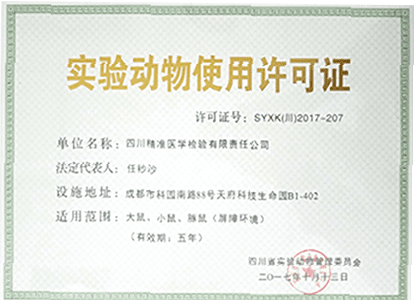 实验动物使用许可证
许可证号：SYXK(川)2017-207
单位名称：四川精准医学检验有限责任公司
法定代表人：任秒沙
设施地址：成都市科园南路88号天府科技生命园B1-402
适用范围：大鼠、小鼠、豚鼠（屏障环境）
（有效期：五年）
四川省实验动物管理委员会
二〇一七年十月十三日